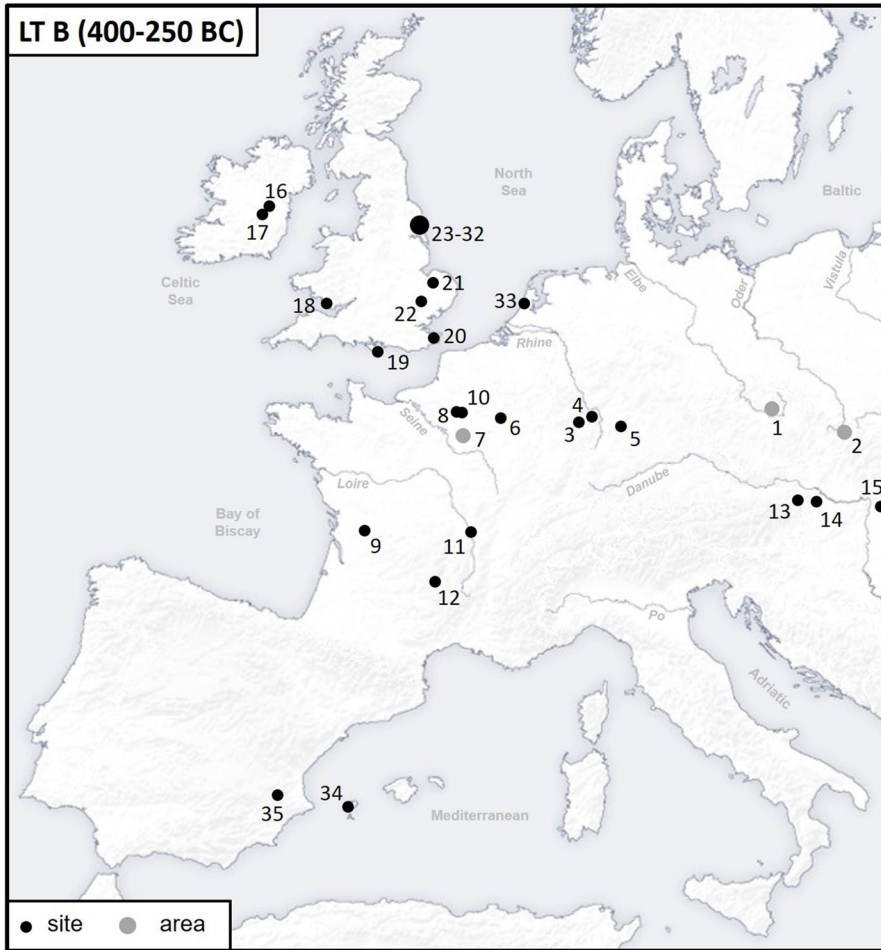 LT B (400-250 BC)
North
Sea
Baltic
16
17
23-32
Celtic
Sea
21
18
22
33
20
19
Elbe
Oder
Vistula
Rhine
8
10
Seine
7
6
4
3
5
1
2
Loire
Danube
Bay of
Biscay
9
11
12
13
14
15
Po
Adriatic
34
35
Mediterranean
site
area